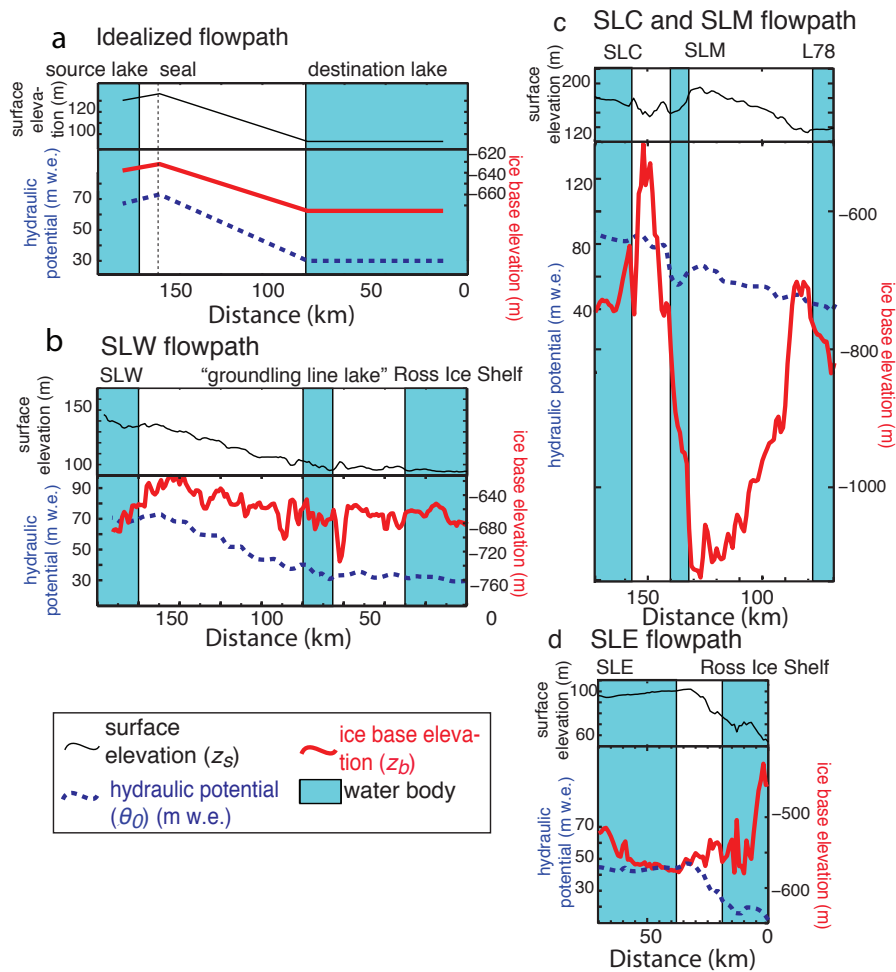 a Idealized flowpath
source lake seal destination lake
surface
eleva-
tion (m)
120
100
hydraulic
potential (m w.e.)
70
50
30
−620
−640
−660
ice base elevation (m)
150 100 50 0
Distance (km)
b SLW flowpath
SLW "groundling line lake" Ross Ice Shelf
surface
elevation (m)
150
100
hydraulic
potential (m w.e.)
90
70
50
30
−640
−680
−720
−760
ice base elevation
(m)
150 100 50 0
Distance (km)
c SLC and SLM flowpath
SLC SLM L78
surface
elevation (m)
200
120
hydraulic potential (m w.e.)
120
80
40
−600
−800
−1000
ice base elevation
(m)
150 100
Distance (km)
d SLE flowpath
SLE Ross Ice Shelf
surface
elevation (m)
100
60
hydraulic
potential (m w.e.)
70
50
30
−500
−600
ice base elevation
(m)
50 0
Distance (km)
surface
elevation (z_s)
ice base eleva-
tion (z_b)
hydraulic potential
(θ_0) (m w.e.)
water body